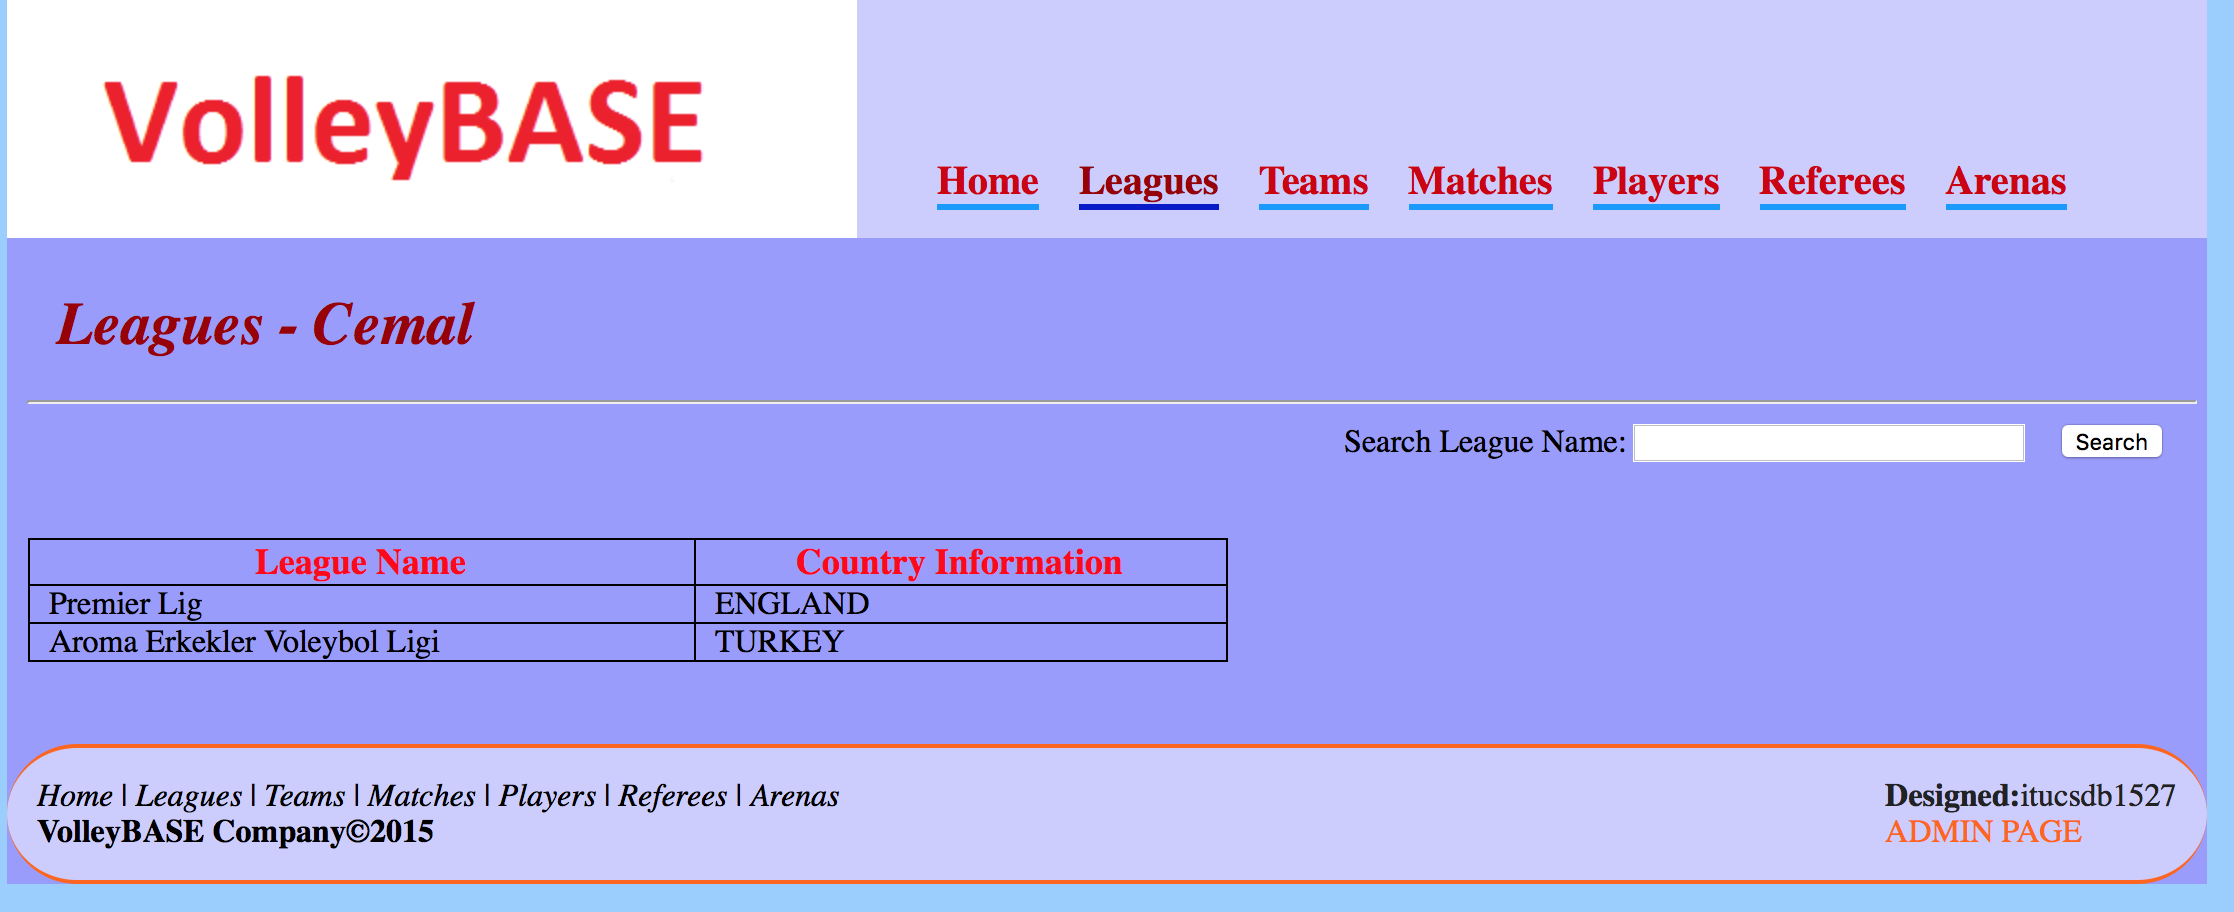 VolleyBASE
Home Leagues Teams Matches Players Referees Arenas
Leagues - Cemal
Search League Name: Search
League Name Country Information
Premier Lig ENGLAND
Aroma Erkekler Voleybol Ligi TURKEY
Home | Leagues | Teams | Matches | Players | Referees | Arenas
VolleyBASE Company©2015
Designed:itucsdb1527
ADMIN PAGE